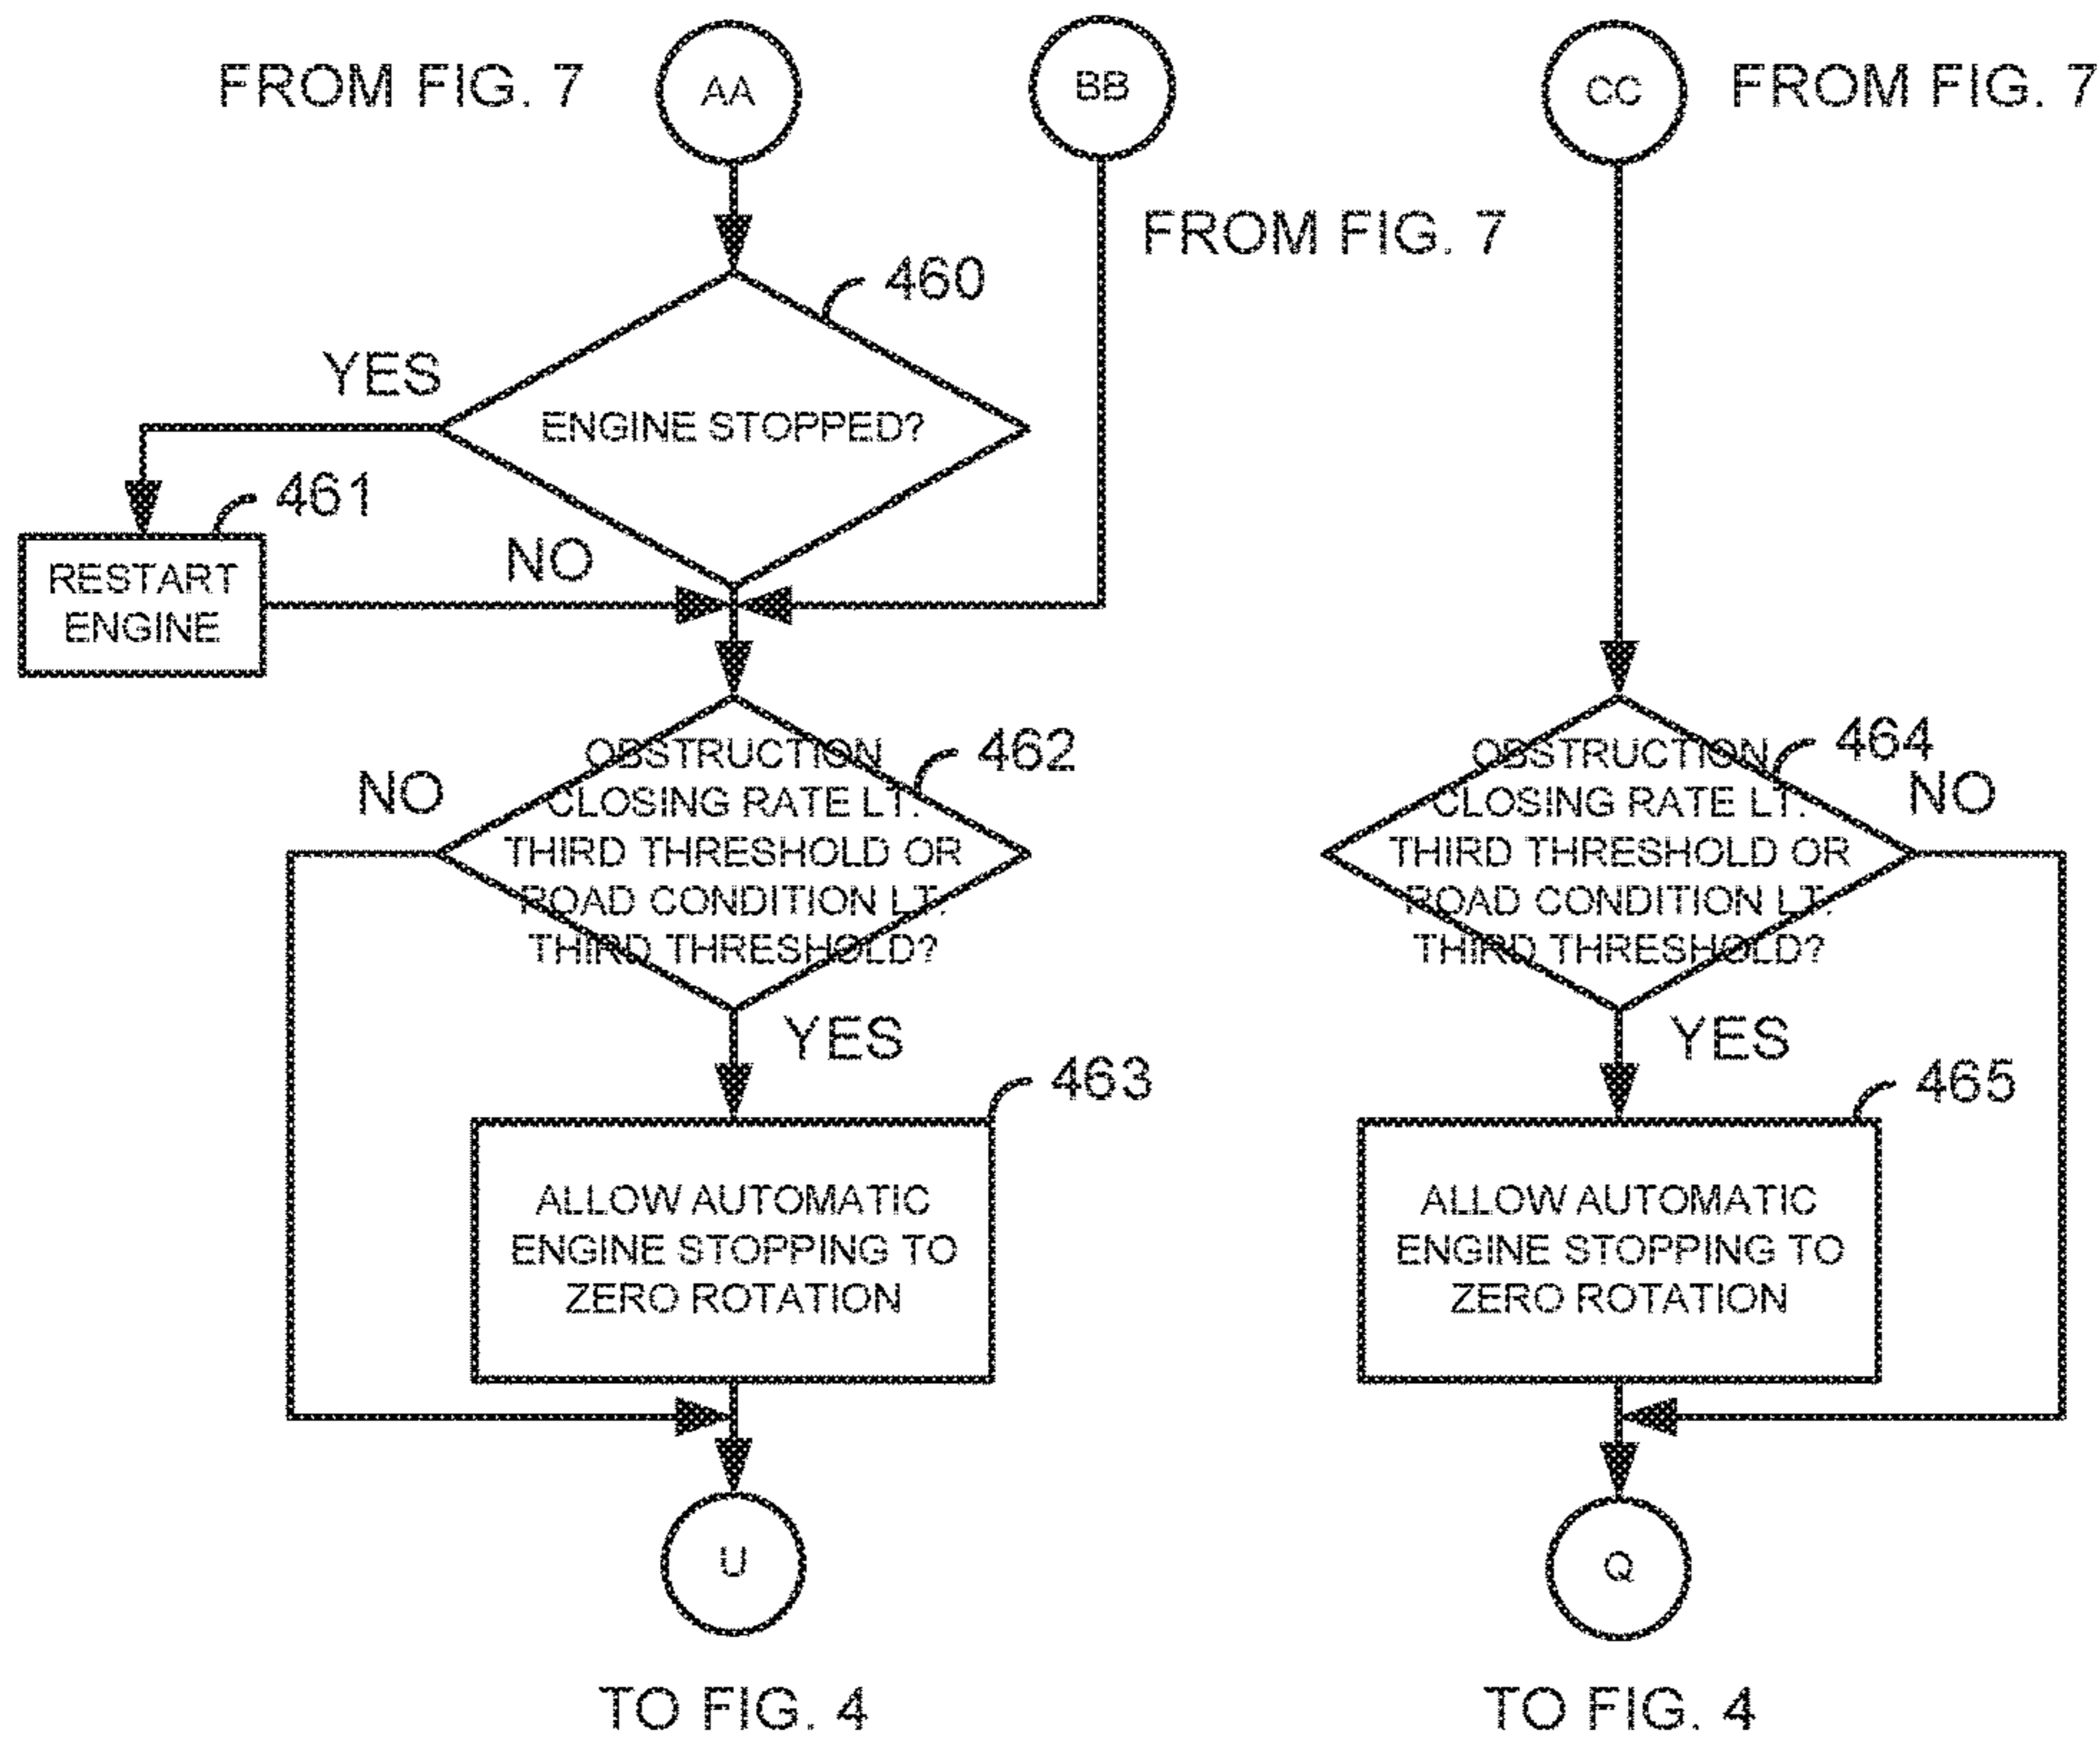 FROM FIG. 7
AA
BB
CC
FROM FIG. 7
FROM FIG. 7
460
YES
ENGINE STOPPED?
461
NO
RESTART
ENGINE
462
OBSTRUCTION
CLOSING RATE LT.
THIRD THRESHOLD OR
ROAD CONDITION LT.
THIRD THRESHOLD?
NO
464
OBSTRUCTION
CLOSING RATE LT.
THIRD THRESHOLD OR
ROAD CONDITION LT.
THIRD THRESHOLD?
NO
YES
YES
463
465
ALLOW AUTOMATIC
ENGINE STOPPING TO
ZERO ROTATION
ALLOW AUTOMATIC
ENGINE STOPPING TO
ZERO ROTATION
U
Q
TO FIG. 4
TO FIG. 4